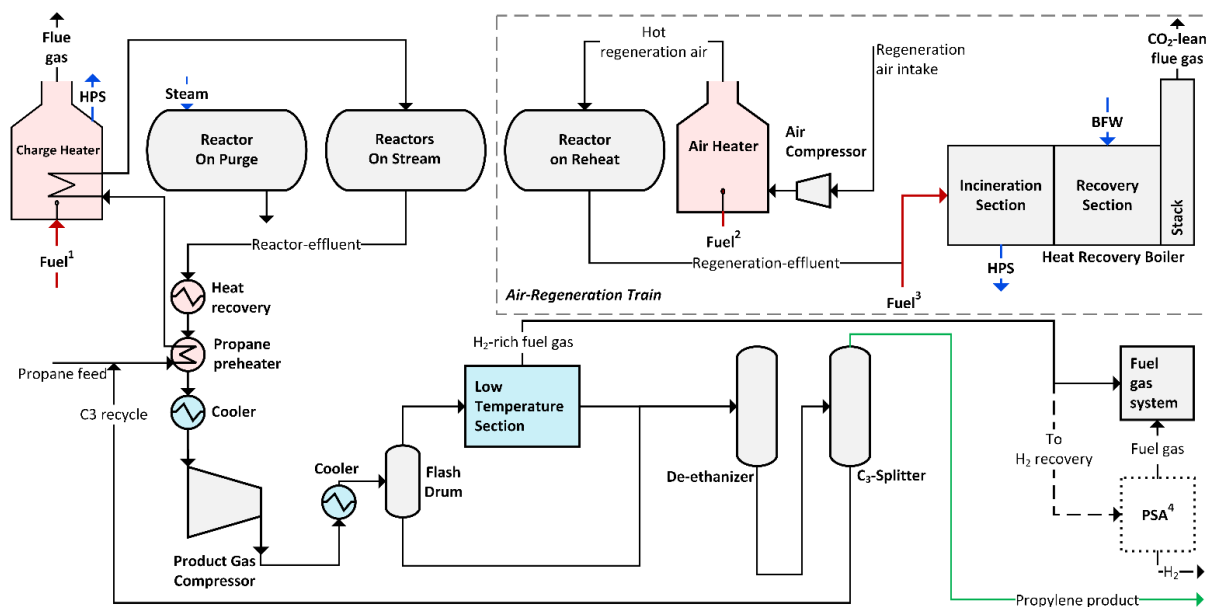 Flue
gas
HPS
Charge Heater
Fuel1
Steam
Reactor
On Purge
Reactors
On Stream
Reactor-effluent
Heat
recovery
Propane
preheater
Propane feed
C3 recycle
Cooler
Product Gas
Compressor
Cooler
Flash
Drum
Hot
regeneration air
Regeneration
air intake
Reactor
on Reheat
Air Heater
Air
Compressor
Fuel2
Regeneration-effluent
Fuel3
Air-Regeneration Train
CO2-lean
flue gas
BFW
Incineration
Section
Recovery
Section
Stack
HPS
Heat Recovery Boiler
H2-rich fuel gas
Low
Temperature
Section
De-ethanizer
C3-Splitter
Fuel
gas
system
To
H2 recovery
Fuel gas
PSA4
H2
Propylene product